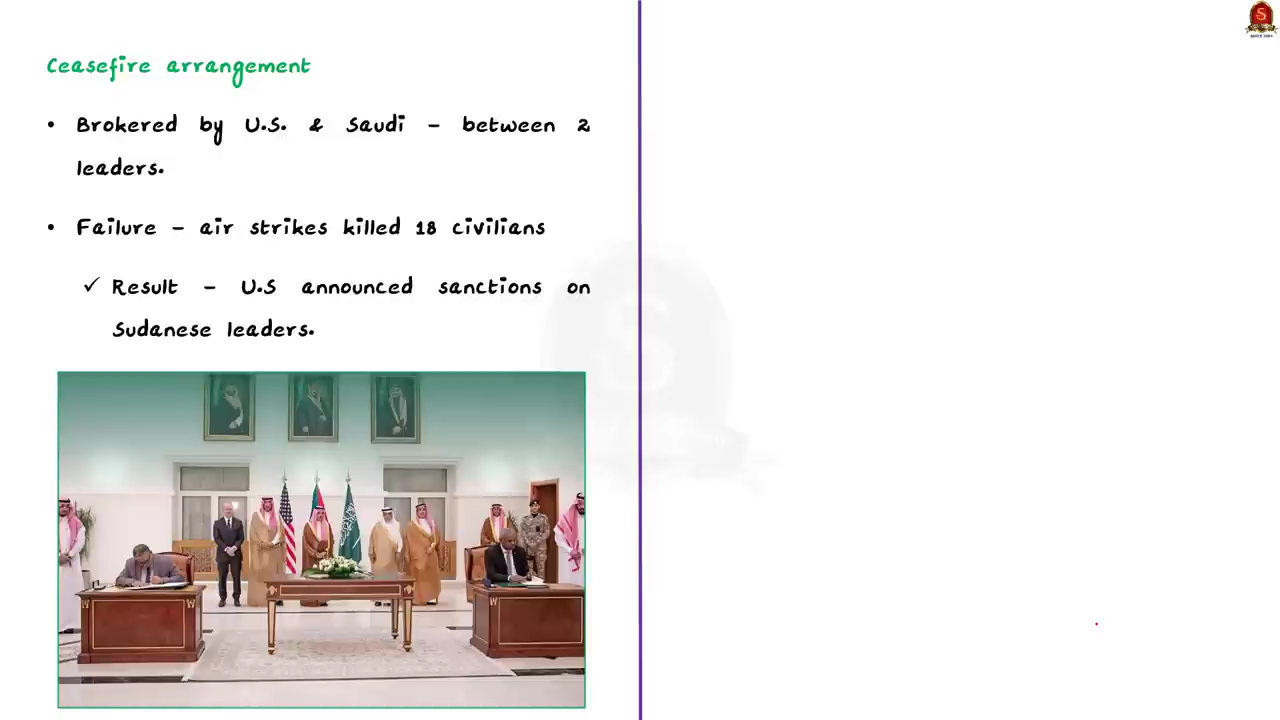 Ceasefire arrangement
• Brokered by U.S. & Saudi – between 2
leaders.
• Failure – air strikes killed 18 civilians
✓ Result – U.S announced sanctions on
Sudanese leaders.
S